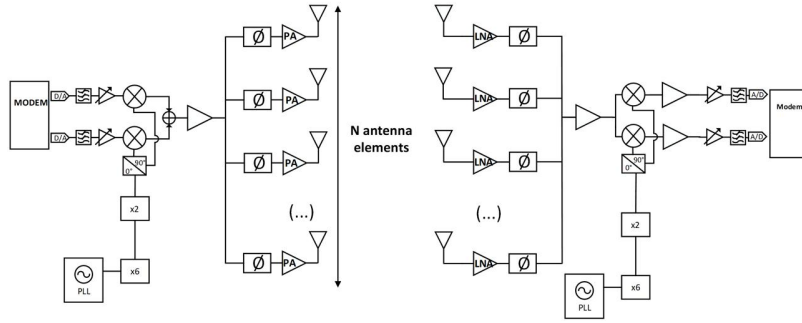 Ø PA
Ø PA
Ø PA
(...)
Ø PA
MODEM
D/A
D/A
90°
0°
x2
x6
PLL
N antenna
elements
LNA Ø
LNA Ø
LNA Ø
(...)
LNA Ø
A/D
A/D
Modem
90°
0°
x2
x6
PLL